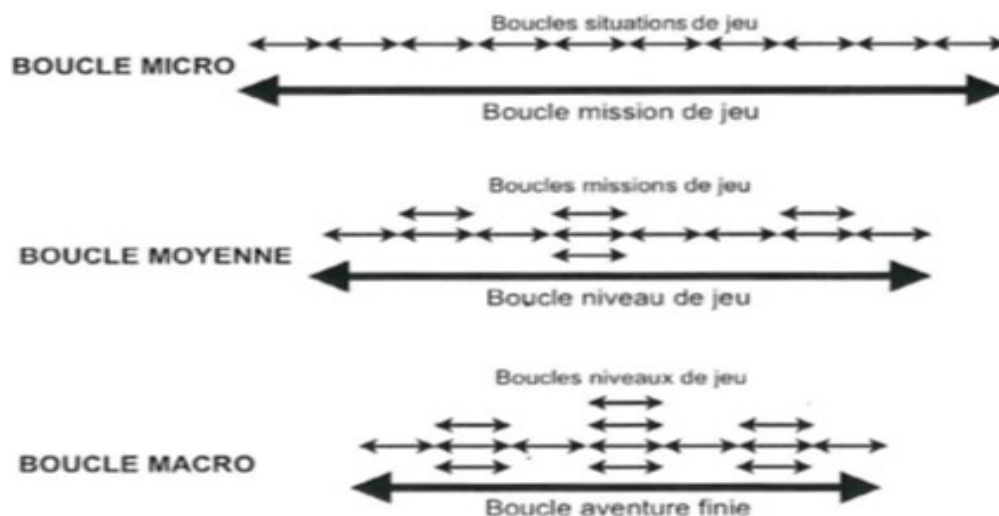 Boucles situations de jeu
BOUCLE MICRO
Boucle mission de jeu
Boucles missions de jeu
BOUCLE MOYENNE
Boucle niveau de jeu
Boucles niveaux de jeu
BOUCLE MACRO
Boucle aventure finie